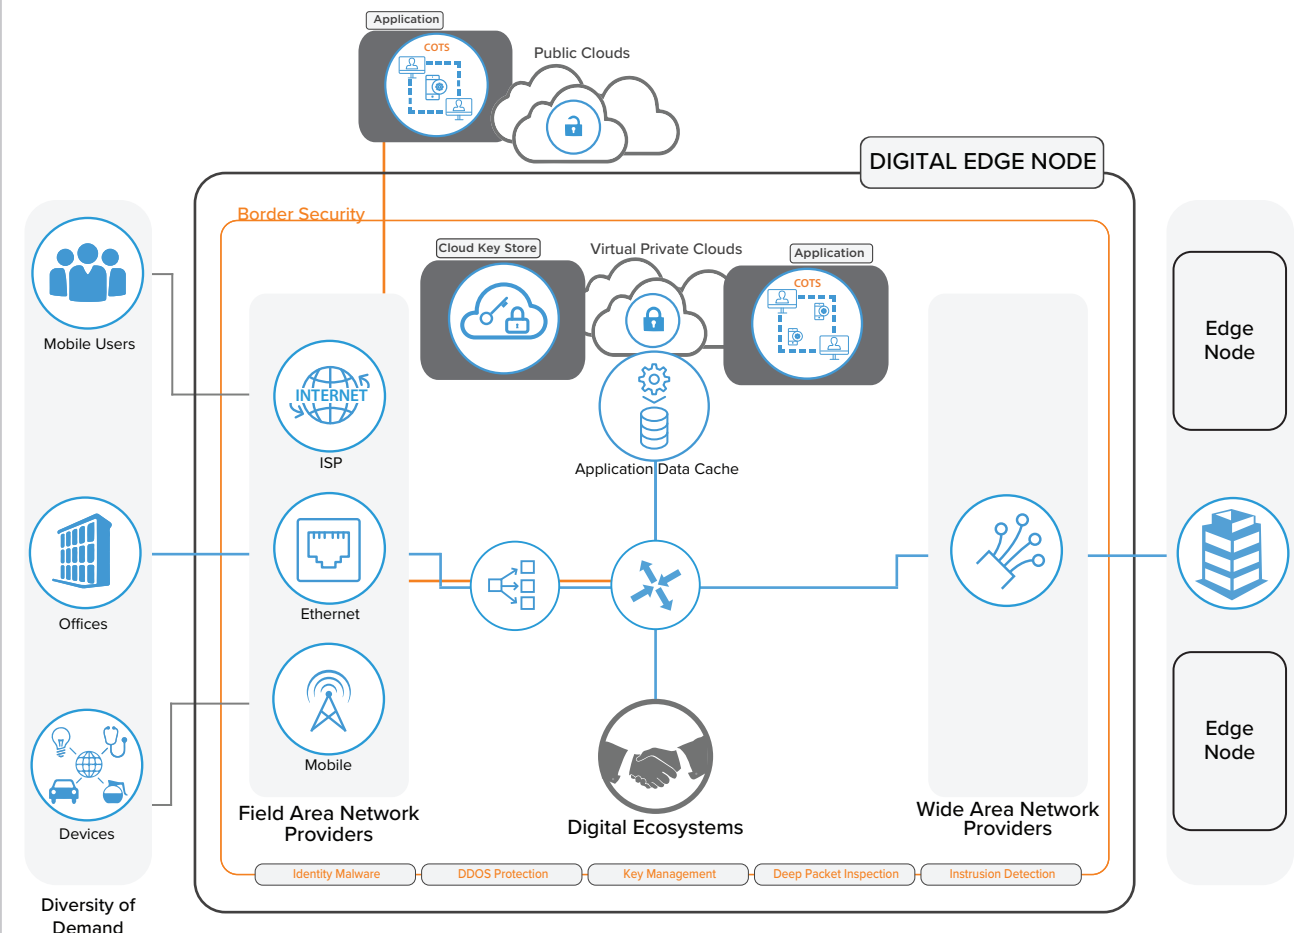 Application
COTS
Public Clouds
DIGITAL EDGE NODE
Border Security
Cloud Key Store
Virtual Private Clouds
Application
COTS
Mobile Users
INTERNET
ISP
Application Data Cache
Edge
Node
Offices
Ethernet
Devices
Mobile
Edge
Node
Field Area Network
Providers
Digital Ecosystems
Wide Area Network
Providers
Identity Malware
DDOS Protection
Key Management
Deep Packet Inspection
Instrusion Detection
Diversity of
Demand